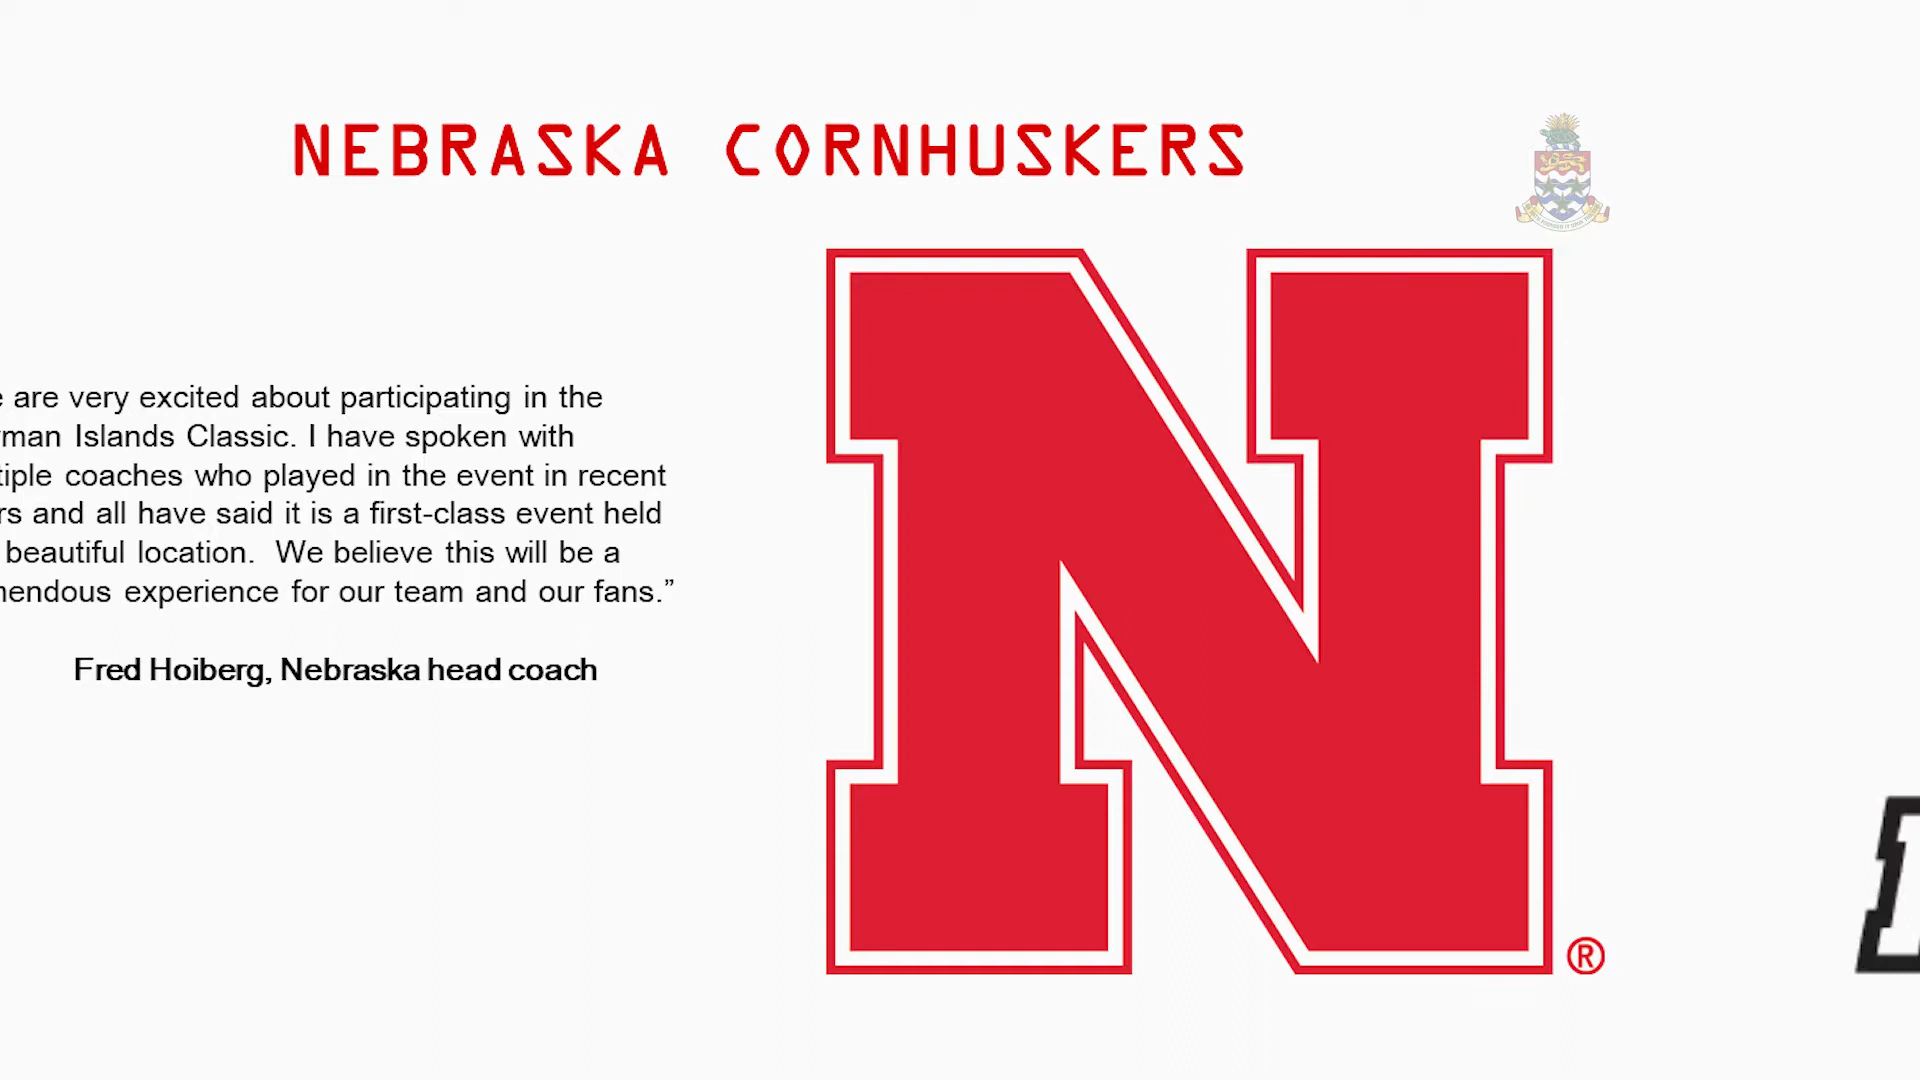 NEBRASKA CORNHUSKERS
are very excited about participating in the
Islands Classic. I have spoken with
coaches who played in the event in recent
and all have said it is a first-class event held
beautiful location. We believe this will be a
experience for our team and our fans.”
Fred Hoiberg, Nebraska head coach
N
®